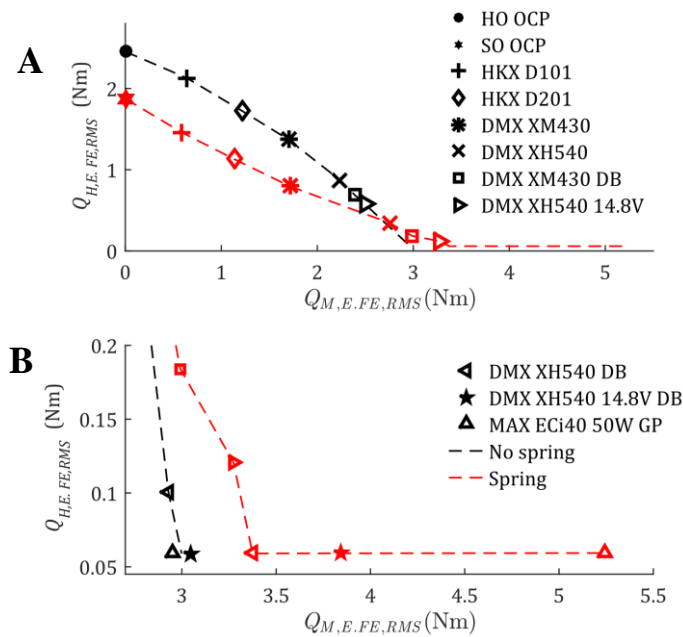 A
Q_{H,E.FE,RMS} (Nm)
2
1
0
0 1 2 3 4 5
Q_{M,E.FE,RMS}(Nm)
HO OCP
SO OCP
HKX D101
HKX D201
DMX XM430
DMX XH540
DMX XM430 DB
DMX XH540 14.8V
B
Q_{H,E.FE,RMS} (Nm)
0.2
0.15
0.1
0.05
3 3.5 4 4.5 5 5.5
Q_{M,E.FE,RMS}(Nm)
DMX XH540 DB
DMX XH540 14.8V DB
MAX ECi40 50W GP
No spring
Spring